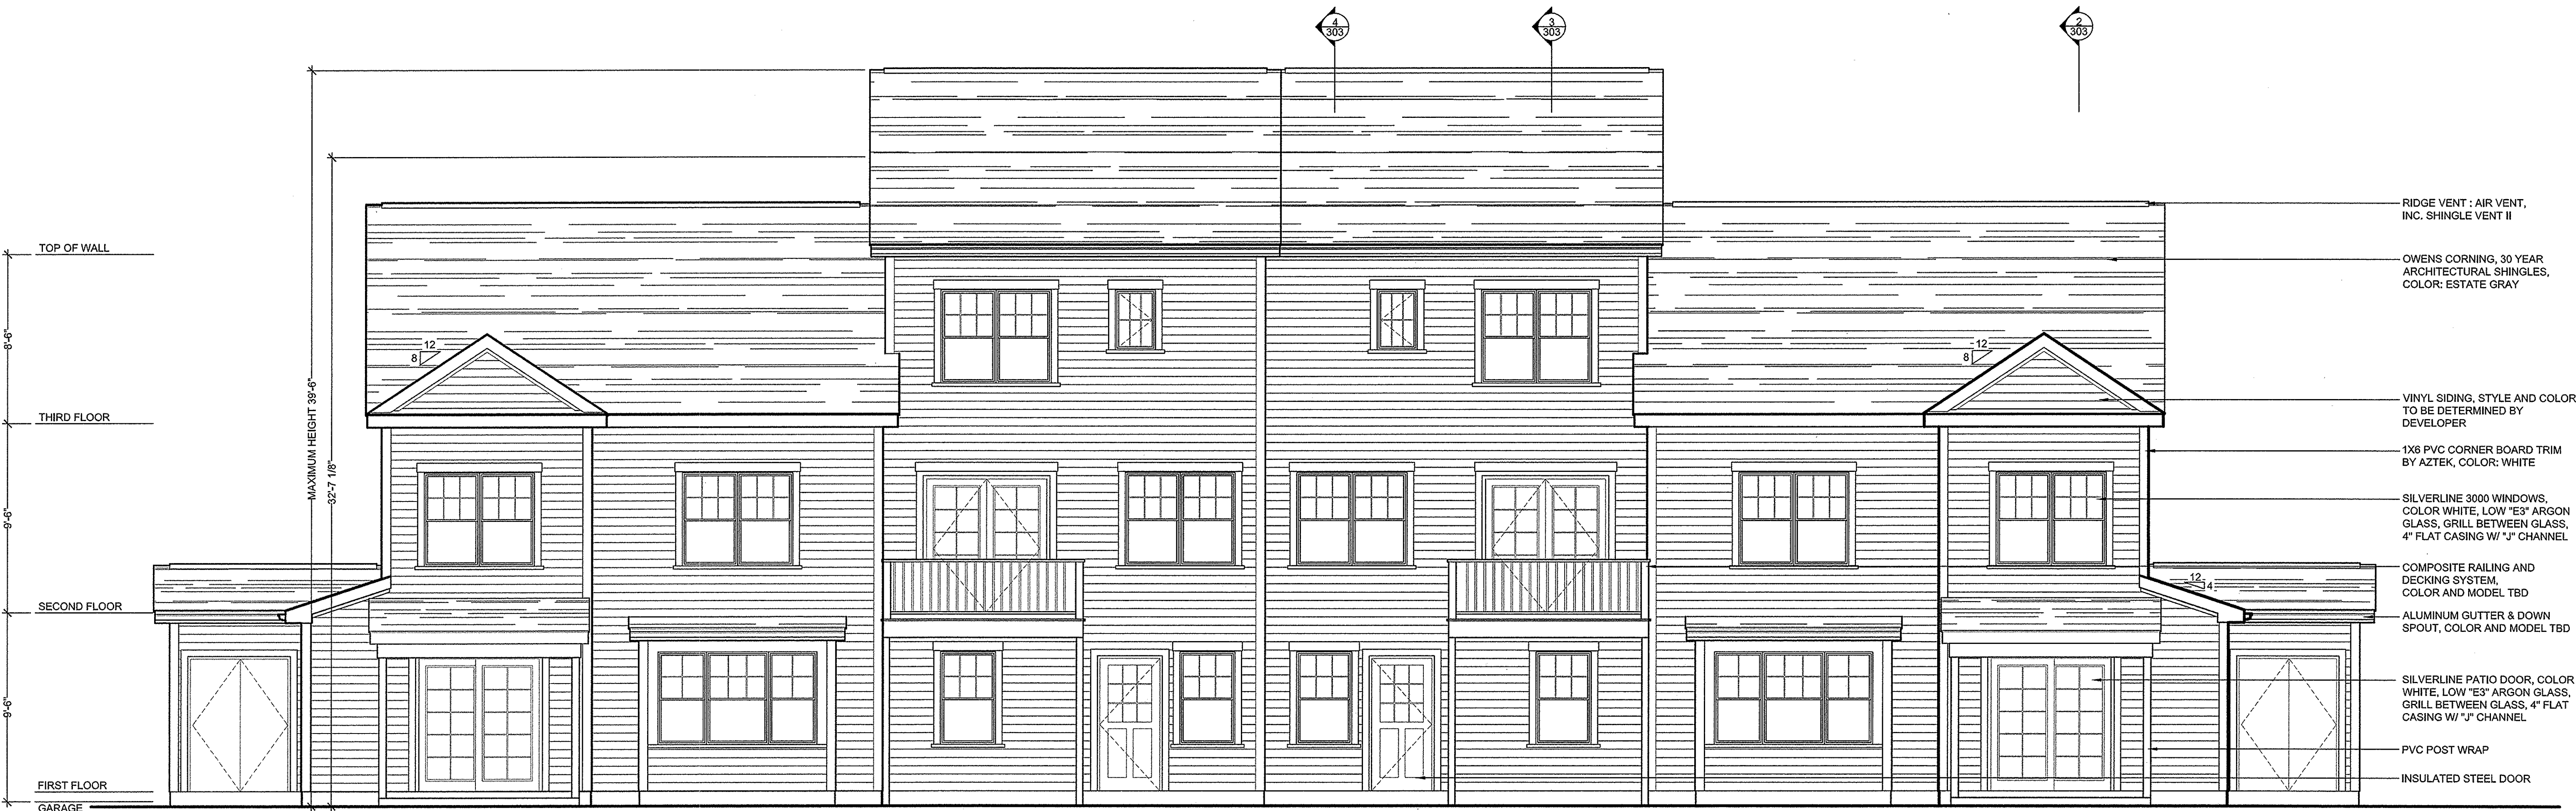 4
303
3
303
2
303
TOP OF WALL
THIRD FLOOR
SECOND FLOOR
FIRST FLOOR
GARAGE
8'-6"
9'-6"
9'-6"
MAXIMUM HEIGHT 39'-6"
32'-7 1/8"
12
8
12
8
12
4
RIDGE VENT : AIR VENT,
INC. SHINGLE VENT II
OWENS CORNING, 30 YEAR
ARCHITECTURAL SHINGLES,
COLOR: ESTATE GRAY
VINYL SIDING, STYLE AND COLOR
TO BE DETERMINED BY
DEVELOPER
1X6 PVC CORNER BOARD TRIM
BY AZTEK, COLOR: WHITE
SILVERLINE 3000 WINDOWS,
COLOR WHITE, LOW "E3" ARGON
GLASS, GRILL BETWEEN GLASS,
4" FLAT CASING W/ "J" CHANNEL
COMPOSITE RAILING AND
DECKING SYSTEM,
COLOR AND MODEL TBD
ALUMINUM GUTTER & DOWN
SPOUT, COLOR AND MODEL TBD
SILVERLINE PATIO DOOR, COLOR
WHITE, LOW "E3" ARGON GLASS,
GRILL BETWEEN GLASS, 4" FLAT
CASING W/ "J" CHANNEL
PVC POST WRAP
INSULATED STEEL DOOR